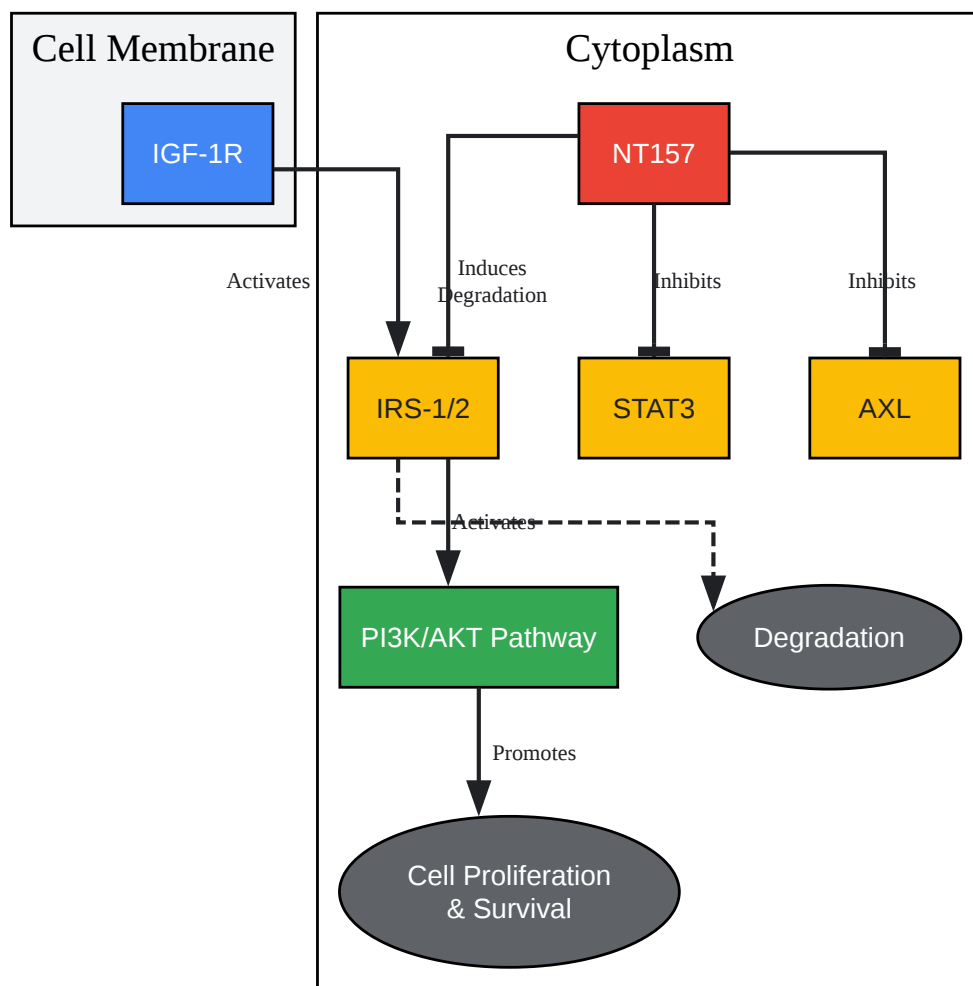 Cell Membrane
Cytoplasm
IGF-1R
NT157
Activates
Induces
Degradation
Inhibits
Inhibits
IRS-1/2
STAT3
AXL
Activates
PI3K/AKT Pathway
Degradation
Promotes
Cell Proliferation
& Survival